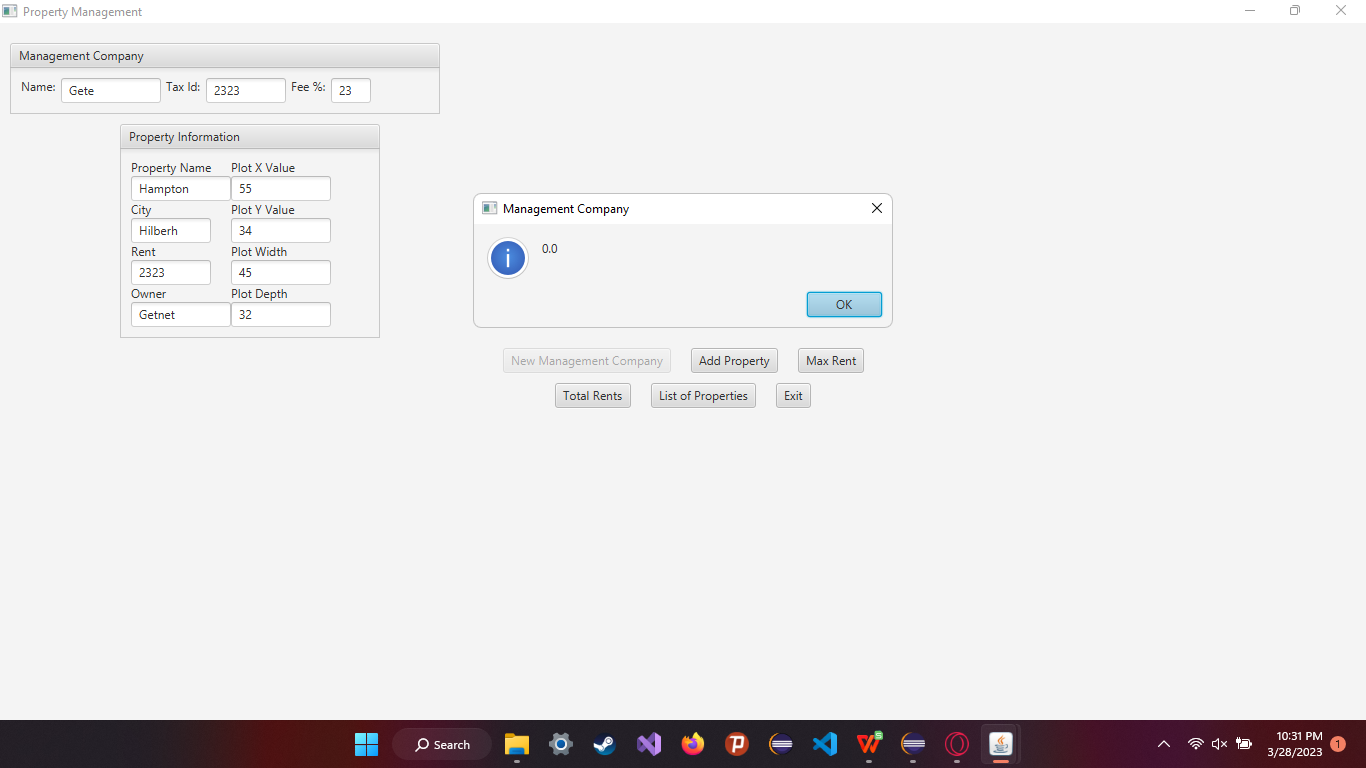 Property Management
Management Company
Name: Gete Tax Id: 2323 Fee %: 23
Property Information
Property Name Plot X Value
Hampton 55
City Plot Y Value
Hilberh 34
Rent Plot Width
2323 45
Owner Plot Depth
Getnet 32
Management Company
i 0.0
OK
New Management Company Add Property Max Rent
Total Rents List of Properties Exit
Search
10:31 PM
3/28/2023 1